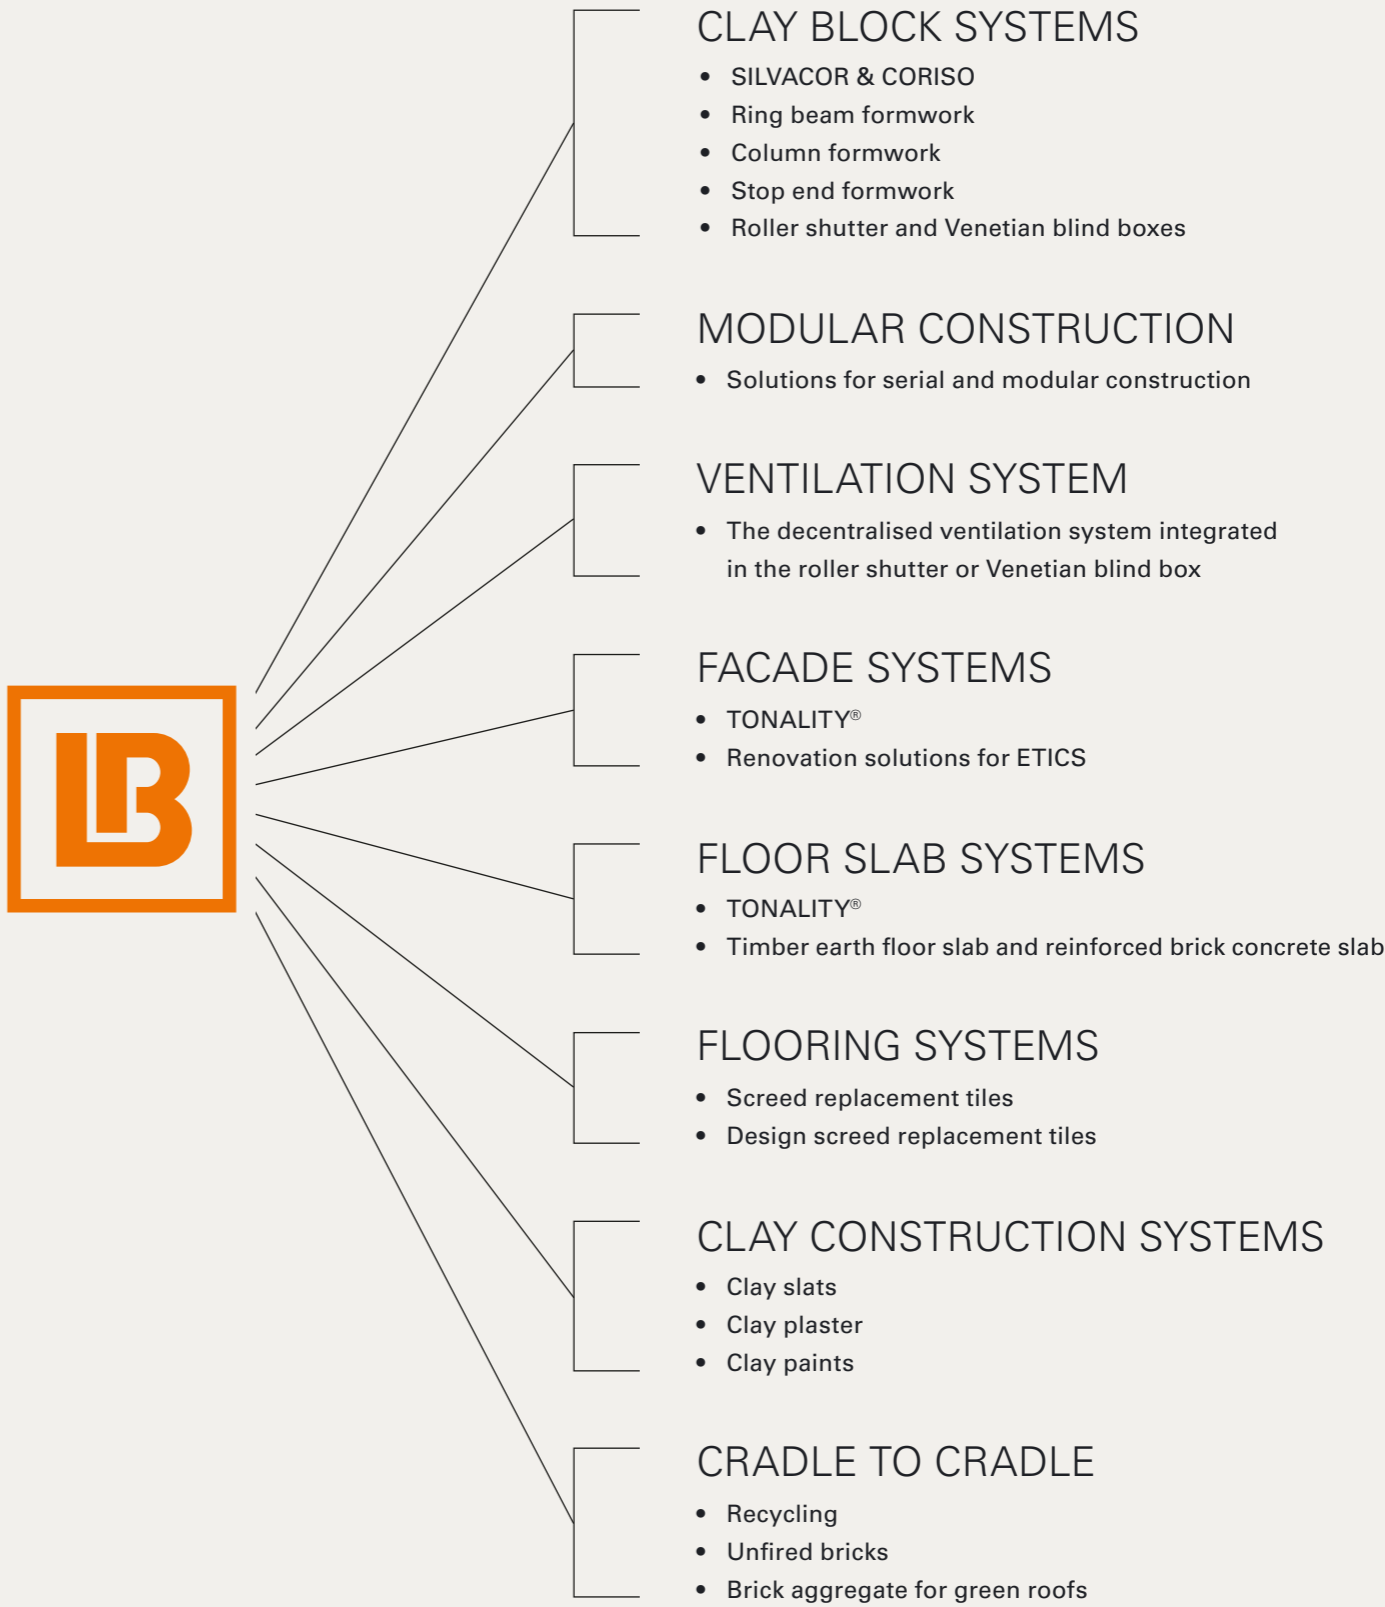 CLAY BLOCK SYSTEMS
• SILVACOR & CORISO
• Ring beam formwork
• Column formwork
• Stop end formwork
• Roller shutter and Venetian blind boxes
MODULAR CONSTRUCTION
• Solutions for serial and modular construction
VENTILATION SYSTEM
• The decentralised ventilation system integrated
in the roller shutter or Venetian blind box
FACADE SYSTEMS
• TONALITY®
• Renovation solutions for ETICS
LB
FLOOR SLAB SYSTEMS
• TONALITY®
• Timber earth floor slab and reinforced brick concrete slab
FLOORING SYSTEMS
• Screed replacement tiles
• Design screed replacement tiles
CLAY CONSTRUCTION SYSTEMS
• Clay slats
• Clay plaster
• Clay paints
CRADLE TO CRADLE
• Recycling
• Unfired bricks
• Brick aggregate for green roofs